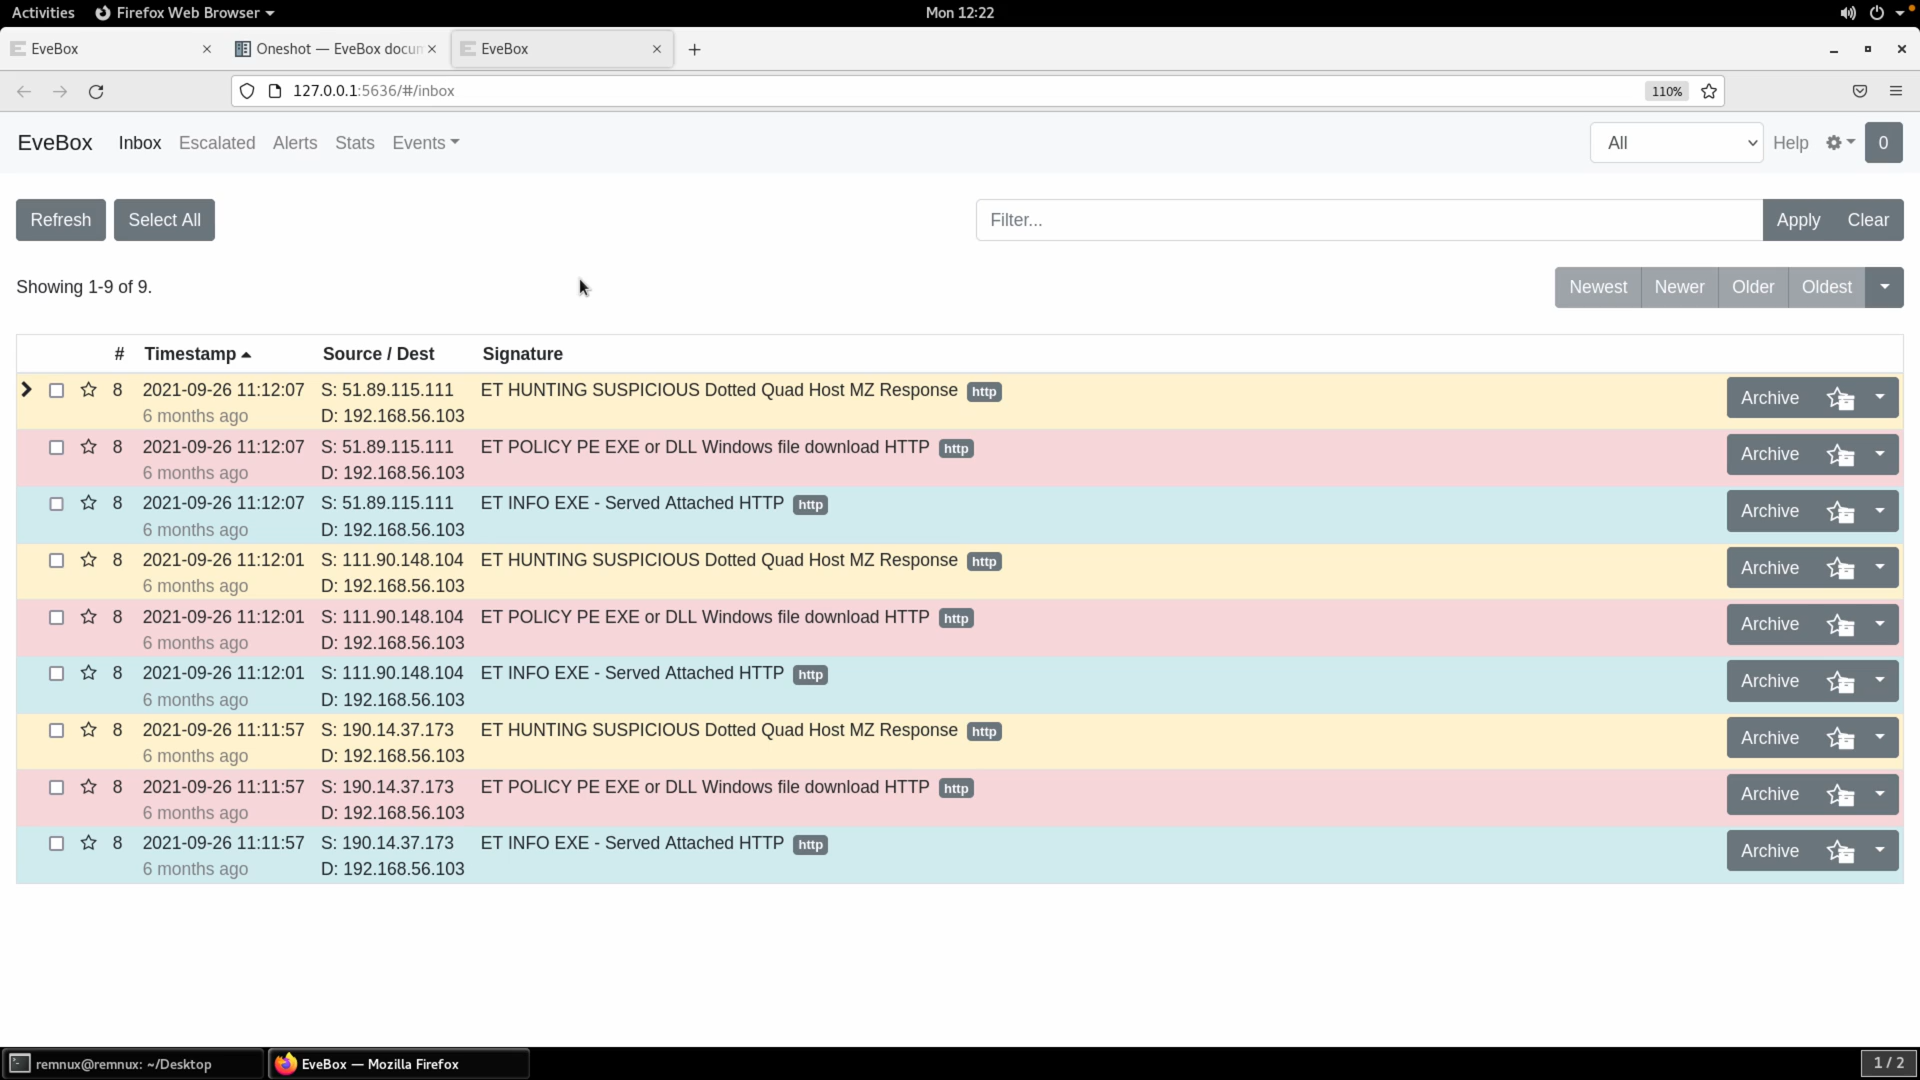 Activities Firefox Web Browser Mon 12:22
EveBox Oneshot — EveBox docu EveBox
127.0.0.1:5636/#/inbox 110%
EveBox Inbox Escalated Alerts Stats Events All Help 0
Refresh Select All Filter... Apply Clear
Showing 1-9 of 9. Newest Newer Older Oldest
# Timestamp Source / Dest Signature
8 2021-09-26 11:12:07 S: 51.89.115.111 ET HUNTING SUSPICIOUS Dotted Quad Host MZ Response http Archive
6 months ago D: 192.168.56.103
8 2021-09-26 11:12:07 S: 51.89.115.111 ET POLICY PE EXE or DLL Windows file download HTTP http Archive
6 months ago D: 192.168.56.103
8 2021-09-26 11:12:07 S: 51.89.115.111 ET INFO EXE - Served Attached HTTP http Archive
6 months ago D: 192.168.56.103
8 2021-09-26 11:12:01 S: 111.90.148.104 ET HUNTING SUSPICIOUS Dotted Quad Host MZ Response http Archive
6 months ago D: 192.168.56.103
8 2021-09-26 11:12:01 S: 111.90.148.104 ET POLICY PE EXE or DLL Windows file download HTTP http Archive
6 months ago D: 192.168.56.103
8 2021-09-26 11:12:01 S: 111.90.148.104 ET INFO EXE - Served Attached HTTP http Archive
6 months ago D: 192.168.56.103
8 2021-09-26 11:11:57 S: 190.14.37.173 ET HUNTING SUSPICIOUS Dotted Quad Host MZ Response http Archive
6 months ago D: 192.168.56.103
8 2021-09-26 11:11:57 S: 190.14.37.173 ET POLICY PE EXE or DLL Windows file download HTTP http Archive
6 months ago D: 192.168.56.103
8 2021-09-26 11:11:57 S: 190.14.37.173 ET INFO EXE - Served Attached HTTP http Archive
6 months ago D: 192.168.56.103
remnux@remnux: ~/Desktop EveBox — Mozilla Firefox 1 / 2